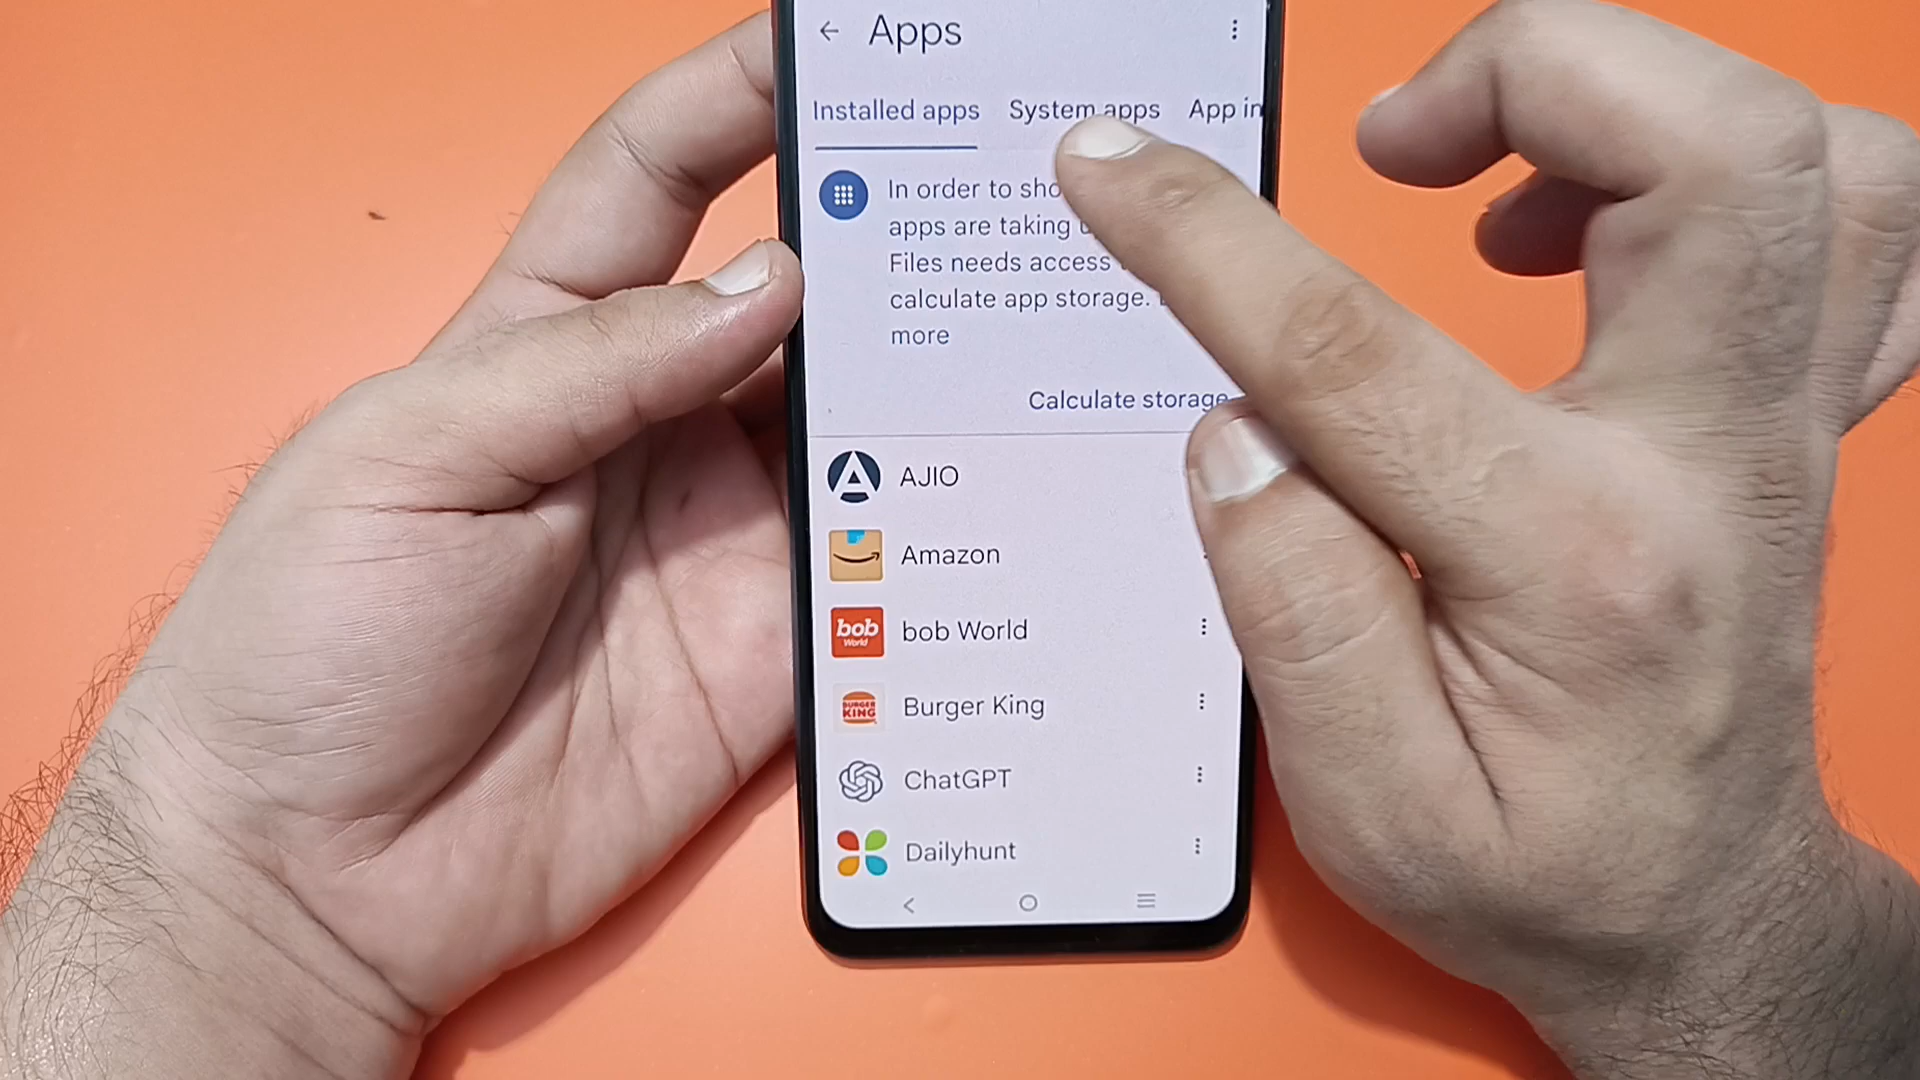 Apps
Installed apps System apps App in
In order to sho
apps are taking
Files needs access
calculate app storage.
more
Calculate storage
AJIO
Amazon
bob World
bob World
BURGER KING Burger King
ChatGPT
Dailyhunt